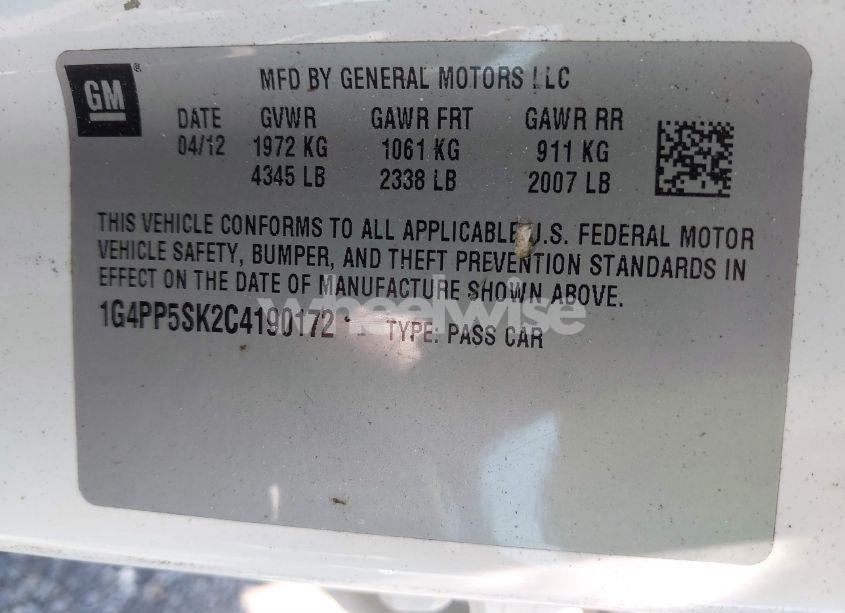 GM
MFD BY GENERAL MOTORS LLC
DATE GVWR GAWR FRT GAWR RR
04/12 1972 KG 1061 KG 911 KG
4345 LB 2338 LB 2007 LB
THIS VEHICLE CONFORMS TO ALL APPLICABLE U.S. FEDERAL MOTOR
VEHICLE SAFETY, BUMPER, AND THEFT PREVENTION STANDARDS IN
EFFECT ON THE DATE OF MANUFACTURE SHOWN ABOVE.
1G4PP5SK2C4190172 TYPE: PASS CAR
wheelwise